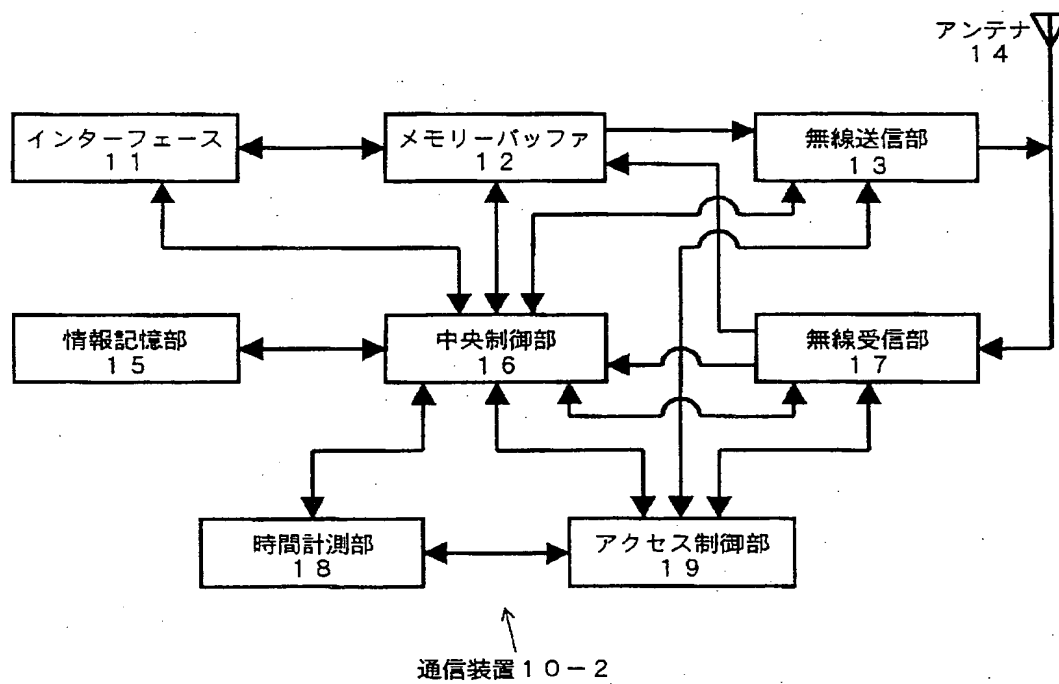 アンテナ
14
インターフェース
11
メモリーバッファ
12
無線送信部
13
情報記憶部
15
中央制御部
16
無線受信部
17
時間計測部
18
アクセス制御部
19
通信装置10-2